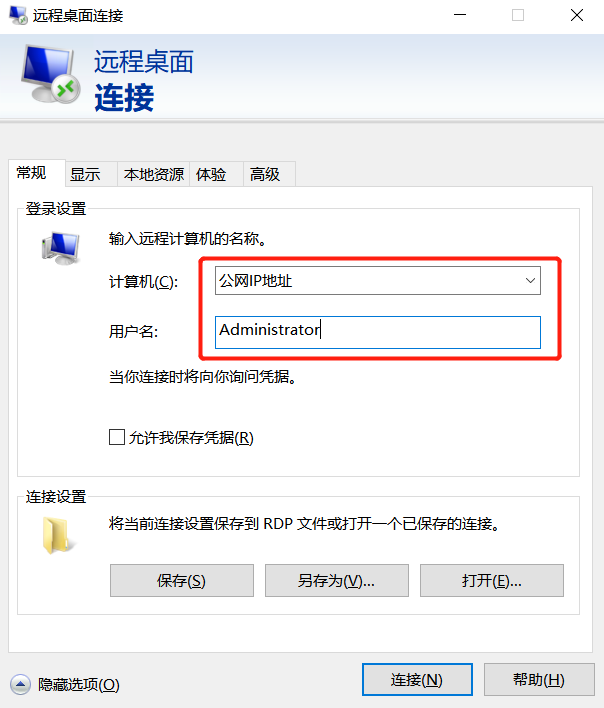 远程桌面连接
远程桌面
连接
常规 显示 本地资源 体验 高级
登录设置
输入远程计算机的名称。
计算机(C): 公网IP地址
用户名: Administrator
当你连接时将向你询问凭据。
允许我保存凭据(R)
连接设置
将当前连接设置保存到 RDP 文件或打开一个已保存的连接。
保存(S) 另存为(V)... 打开(E)...
隐藏选项(O) 连接(N) 帮助(H)